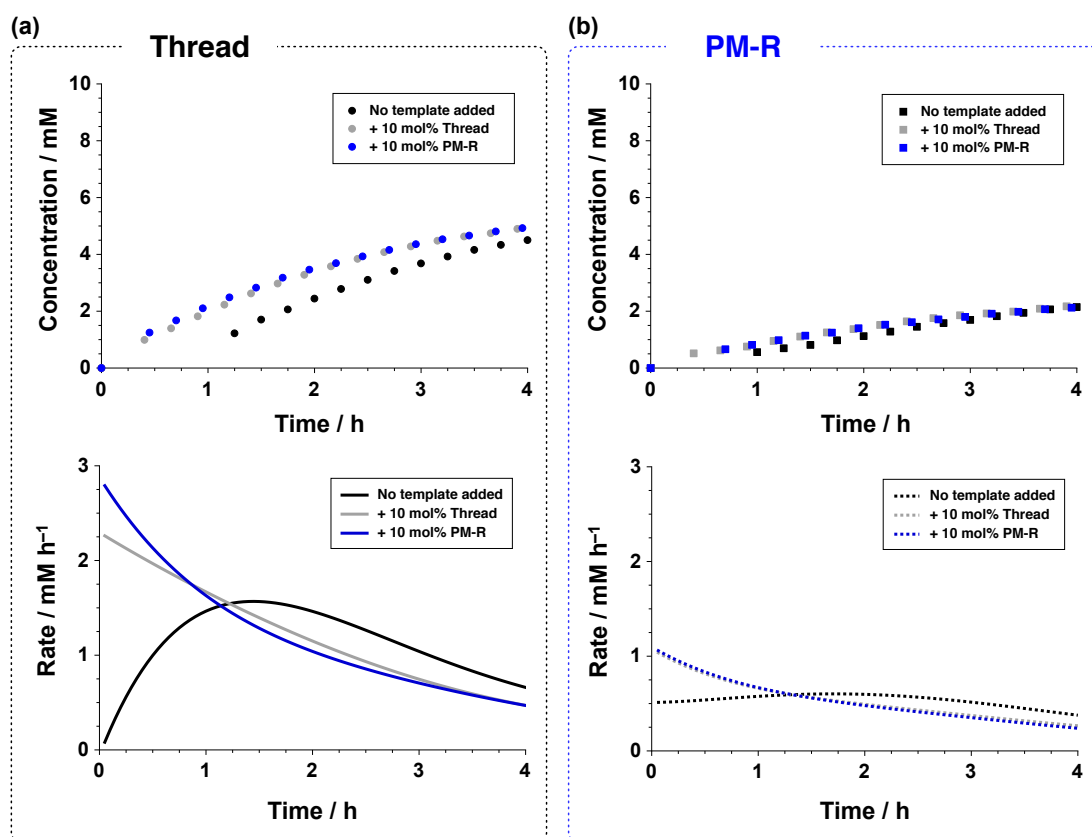 (a)
Thread
10
8
6
4
2
0
Concentration / mM
No template added
+ 10 mol% Thread
+ 10 mol% PM-R
0
1
2
3
4
Time / h
3
2
1
0
Rate / mM h⁻¹
No template added
+ 10 mol% Thread
+ 10 mol% PM-R
0
1
2
3
4
Time / h
(b)
PM-R
10
8
6
4
2
0
Concentration / mM
No template added
+ 10 mol% Thread
+ 10 mol% PM-R
0
1
2
3
4
Time / h
3
2
1
0
Rate / mM h⁻¹
No template added
+ 10 mol% Thread
+ 10 mol% PM-R
0
1
2
3
4
Time / h